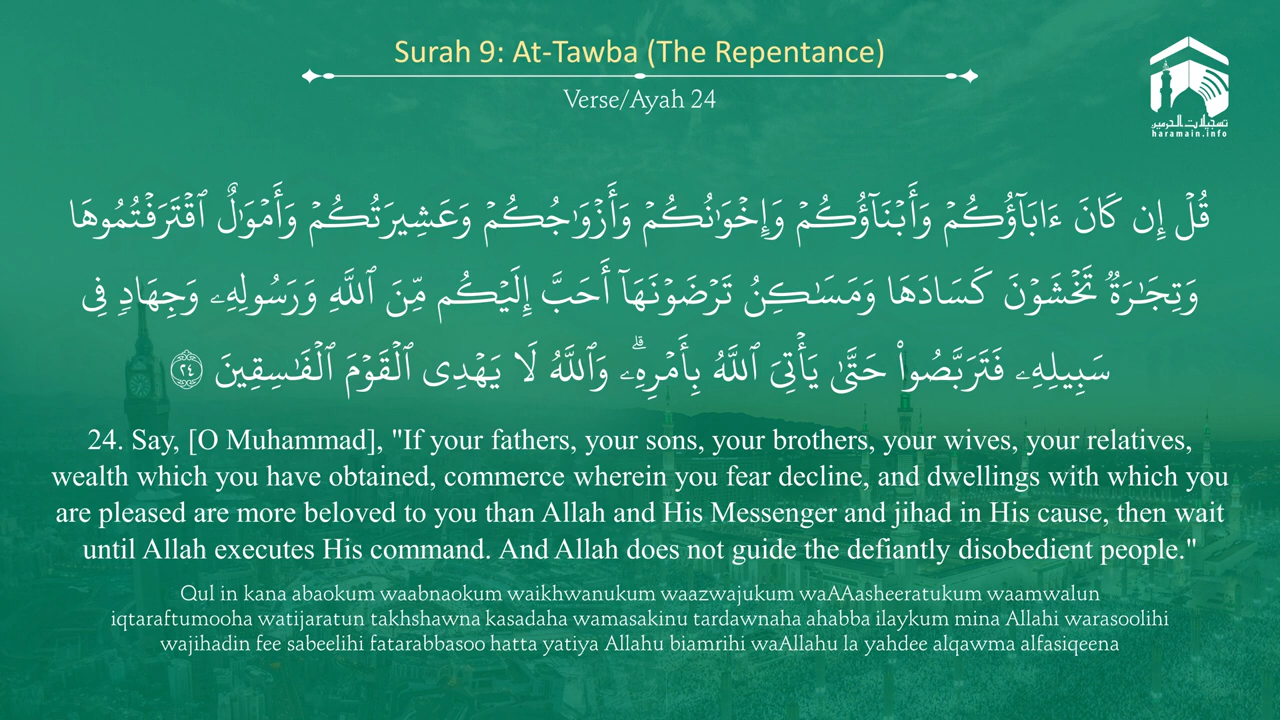 Surah 9: At-Tawba (The Repentance)
Verse/Ayah 24
تسجيلات الحرمين
haramain.info
قُلۡ إِن كَانَ ءَابَآؤُكُمۡ وَأَبۡنَآؤُكُمۡ وَإِخۡوَٰنُكُمۡ وَأَزۡوَٰجُكُمۡ وَعَشِيرَتُكُمۡ وَأَمۡوَٰلٌ ٱقۡتَرَفۡتُمُوهَا
وَتِجَٰرَةٞ تَخۡشَوۡنَ كَسَادَهَا وَمَسَٰكِنُ تَرۡضَوۡنَهَآ أَحَبَّ إِلَيۡكُم مِّنَ ٱللَّهِ وَرَسُولِهِۦ وَجِهَادٖ فِي
سَبِيلِهِۦ فَتَرَبَّصُواْ حَتَّىٰ يَأۡتِيَ ٱللَّهُ بِأَمۡرِهِۦۗ وَٱللَّهُ لَا يَهۡدِي ٱلۡقَوۡمَ ٱلۡفَٰسِقِينَ ٢٤
24. Say, [O Muhammad], "If your fathers, your sons, your brothers, your wives, your relatives,
wealth which you have obtained, commerce wherein you fear decline, and dwellings with which you
are pleased are more beloved to you than Allah and His Messenger and jihad in His cause, then wait
until Allah executes His command. And Allah does not guide the defiantly disobedient people."
Qul in kana abaokum waabnaokum waikhwanukum waazwajukum waAAasheeratukum waamwalun
iqtaraftumooha watijaratun takhshawna kasadaha wamasakinu tardawnaha ahabba ilaykum mina Allahi warasoolihi
wajihadin fee sabeelihi fatarabbasoo hatta yatiya Allahu biamrihi waAllahu la yahdee alqawma alfasiqeena